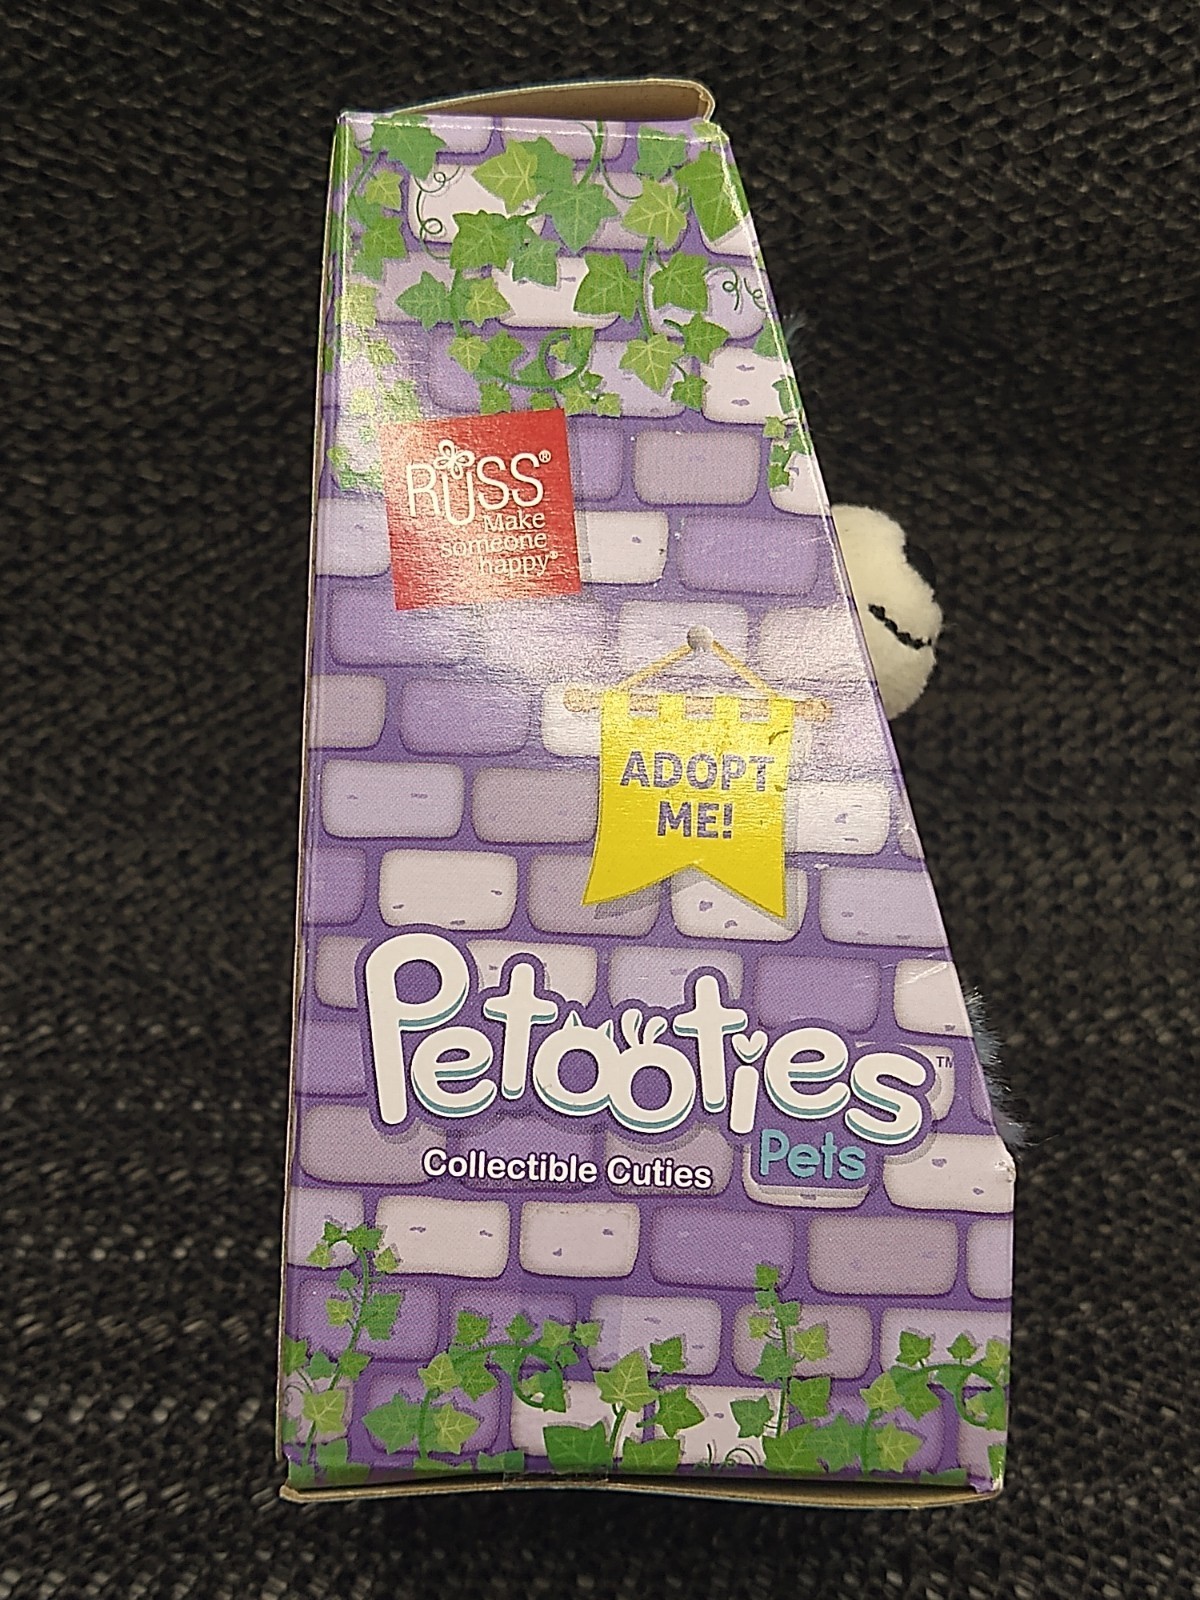 RUSS®
Make
someone
happy®
ADOPT
ME!
Petooties™
Pets
Collectible Cuties